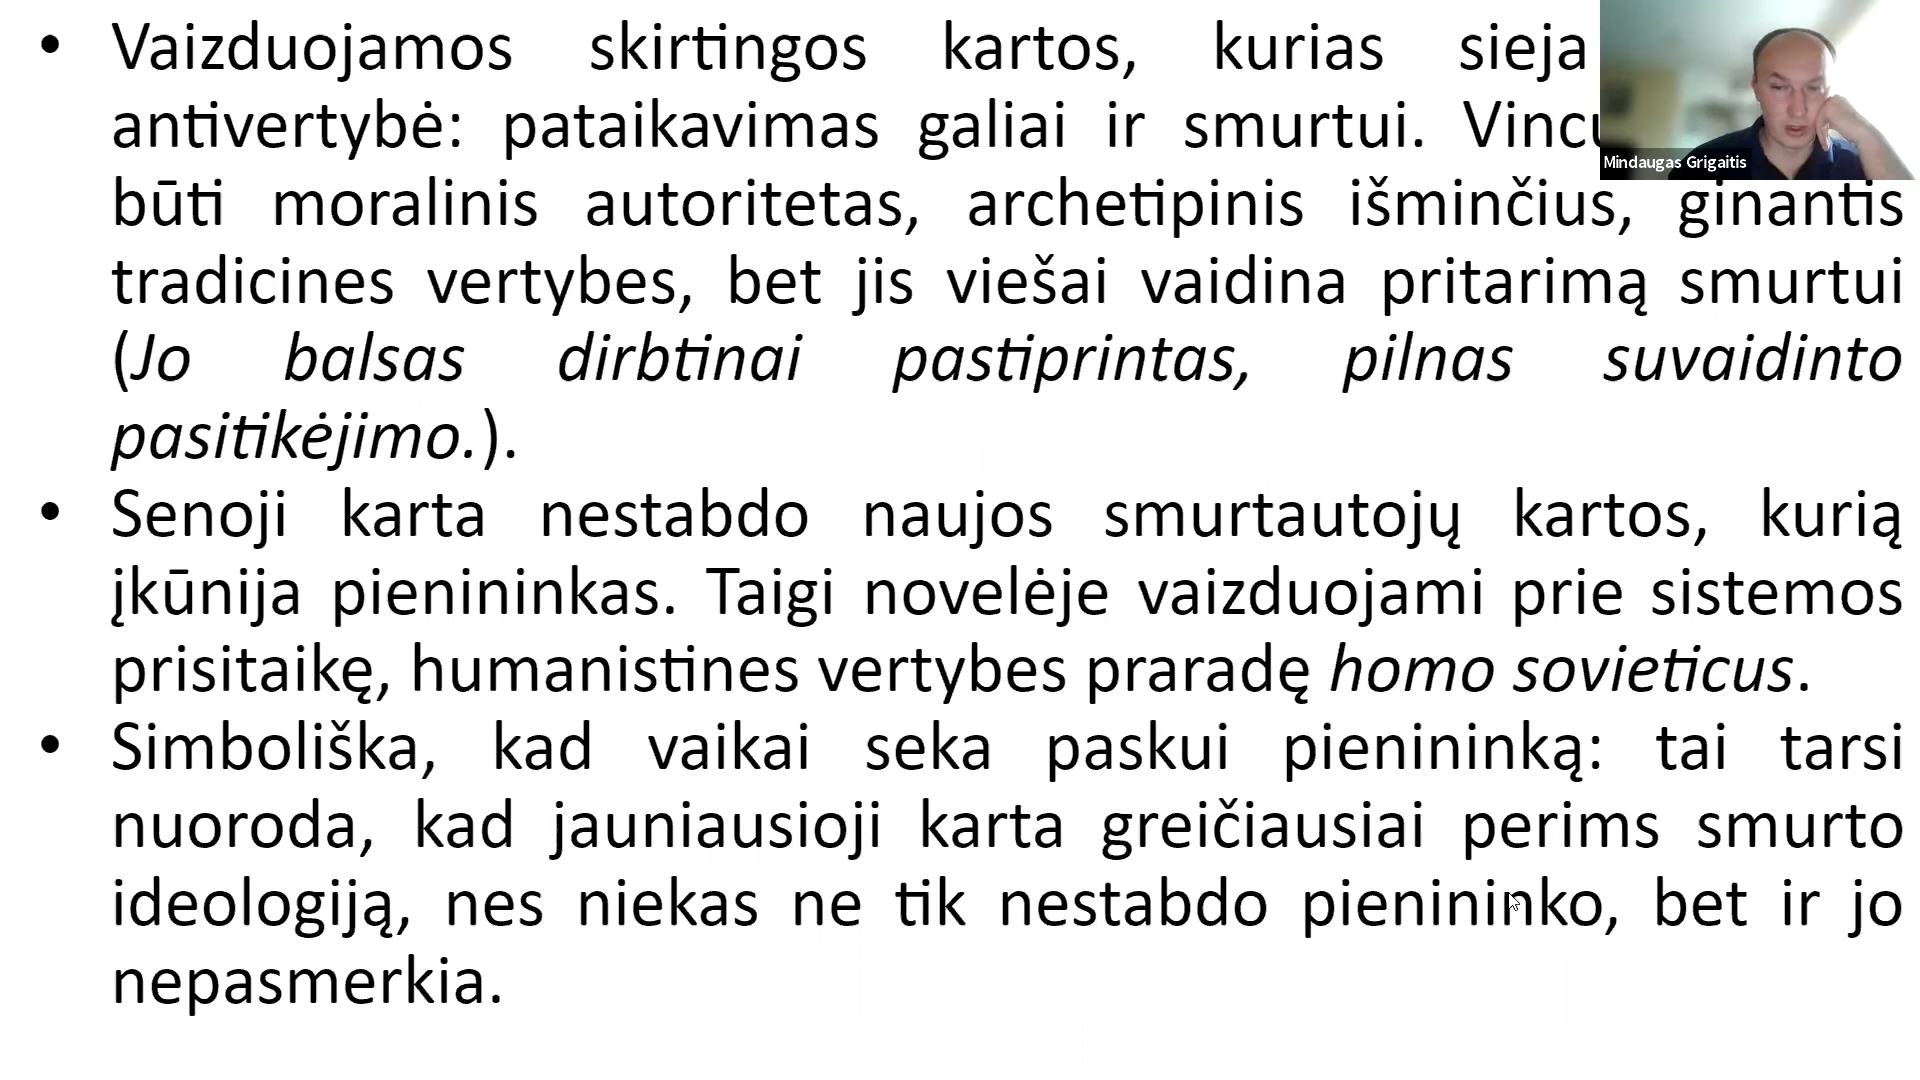 • Vaizduojamos skirtingos kartos, kurias sieja
antivertybė: pataikavimas galiai ir smurtui.
Mindaugas Grigaitis
būti moralinis autoritetas, archetipinis išminčius, ginantis
tradicines vertybes, bet jis viešai vaidina pritarimą smurtui
(Jo balsas dirbtinai pastiprintas, pilnas suvaidinto
pasitikėjimo.).
• Senoji karta nestabdo naujos smurtautojų kartos, kurią
įkūnija pienininkas. Taigi novelėje vaizduojami prie sistemos
prisitaikę, humanistines vertybes praradę homo sovieticus.
• Simboliška, kad vaikai seka paskui pienininką: tai tarsi
nuoroda, kad jauniausioji karta greičiausiai perims smurto
ideologiją, nes niekas ne tik nestabdo pienininko, bet ir jo
nepasmerkia.